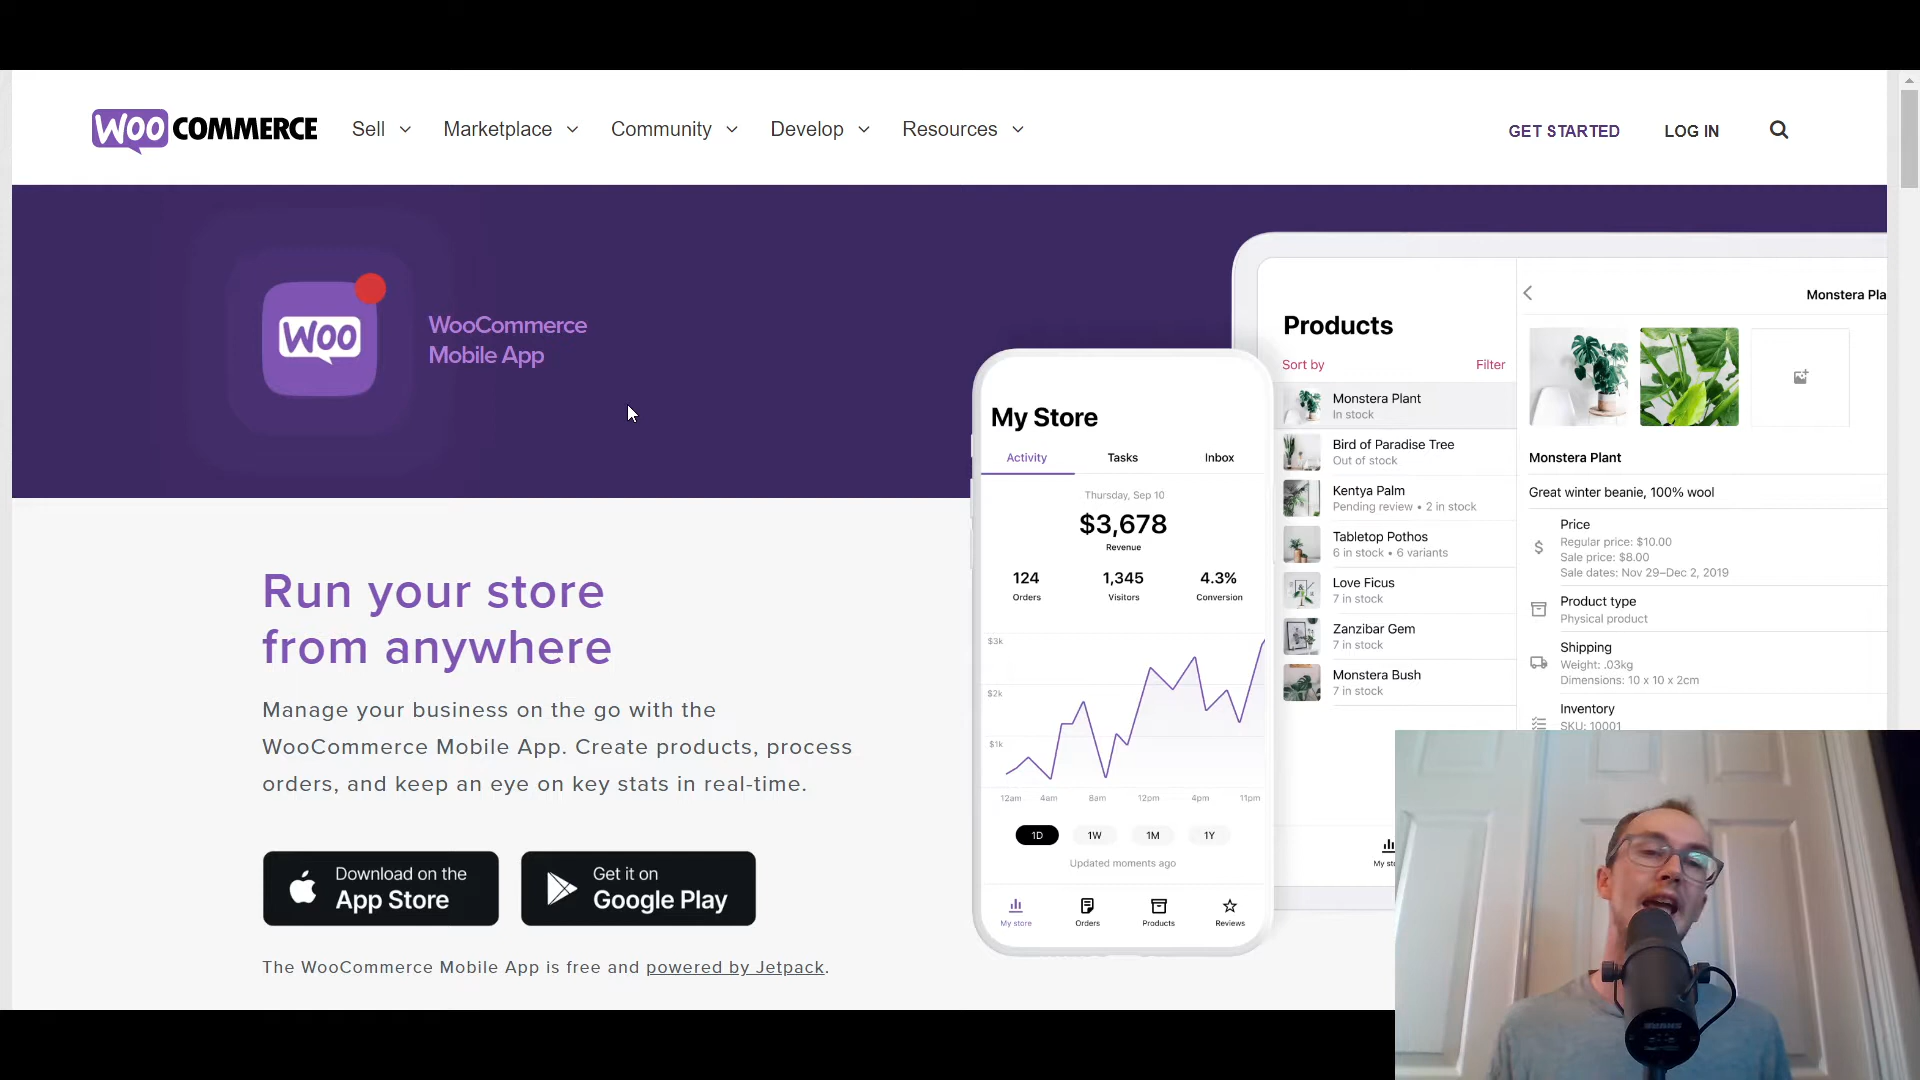 WOO COMMERCE
Sell
Marketplace
Community
Develop
Resources
GET STARTED
LOG IN
WOO
WooCommerce
Mobile App
Run your store
from anywhere
Manage your business on the go with the
WooCommerce Mobile App. Create products, process
orders, and keep an eye on key stats in real-time.
Download on the
App Store
Get it on
Google Play
The WooCommerce Mobile App is free and powered by Jetpack.
My Store
Activity Tasks Inbox
Thursday, Sep 10
$3,678
Revenue
124 1,345 4.3%
Orders Visitors Conversion
$3k
$2k
$1k
12am 4am 8am 12pm 4pm 11pm
1D 1W 1M 1Y
Updated moments ago
My store Orders Products Reviews
Products
Sort by Filter
Monstera Plant
In stock
Bird of Paradise Tree
Out of stock
Kentya Palm
Pending review • 2 in stock
Tabletop Pothos
6 in stock • 6 variants
Love Ficus
7 in stock
Zanzibar Gem
7 in stock
Monstera Bush
7 in stock
My st
Monstera Pla
Monstera Plant
Great winter beanie, 100% wool
Price
Regular price: $10.00
Sale price: $8.00
Sale dates: Nov 29–Dec 2, 2019
Product type
Physical product
Shipping
Weight: .03kg
Dimensions: 10 x 10 x 2cm
Inventory
SKU: 10001